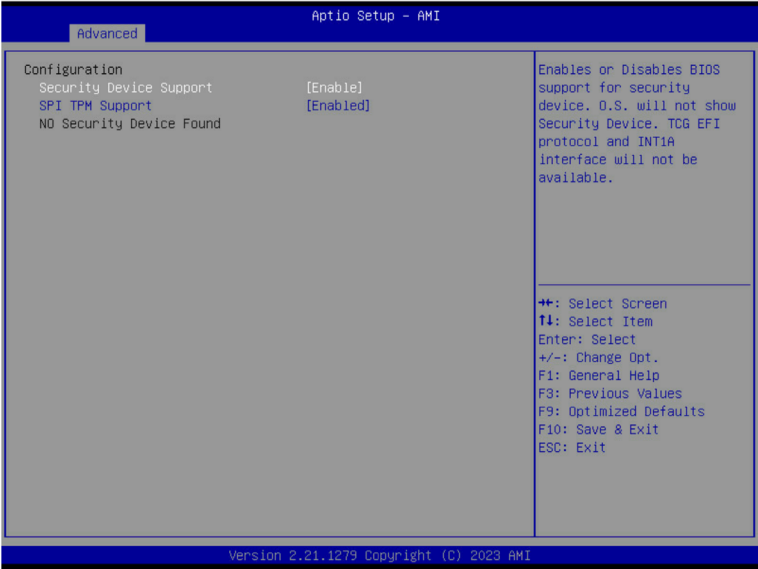 Aptio Setup - AMI
Advanced
Configuration
Security Device Support [Enable]
SPI TPM Support [Enabled]
NO Security Device Found
Enables or Disables BIOS
support for security
device. O.S. will not show
Security Device. TCG EFI
protocol and INT1A
interface will not be
available.
→←: Select Screen
↑↓: Select Item
Enter: Select
+/-: Change Opt.
F1: General Help
F3: Previous Values
F9: Optimized Defaults
F10: Save & Exit
ESC: Exit
Version 2.21.1279 Copyright (C) 2023 AMI